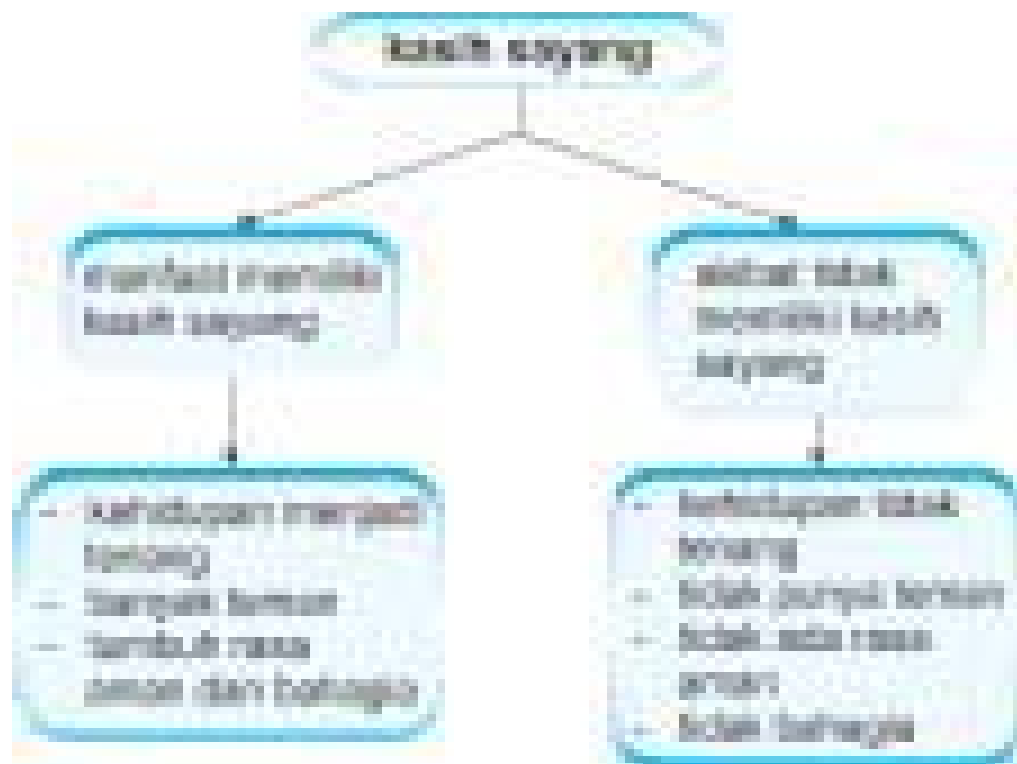 kasih sayang
manfaat memiliki
kasih sayang
akibat tidak
memiliki kasih
sayang
- kehidupan menjadi
tenang
- banyak teman
- tumbuh rasa
aman dan bahagia
- kehidupan tidak
tenang
- tidak punya teman
- tidak ada rasa
aman
- tidak bahagia